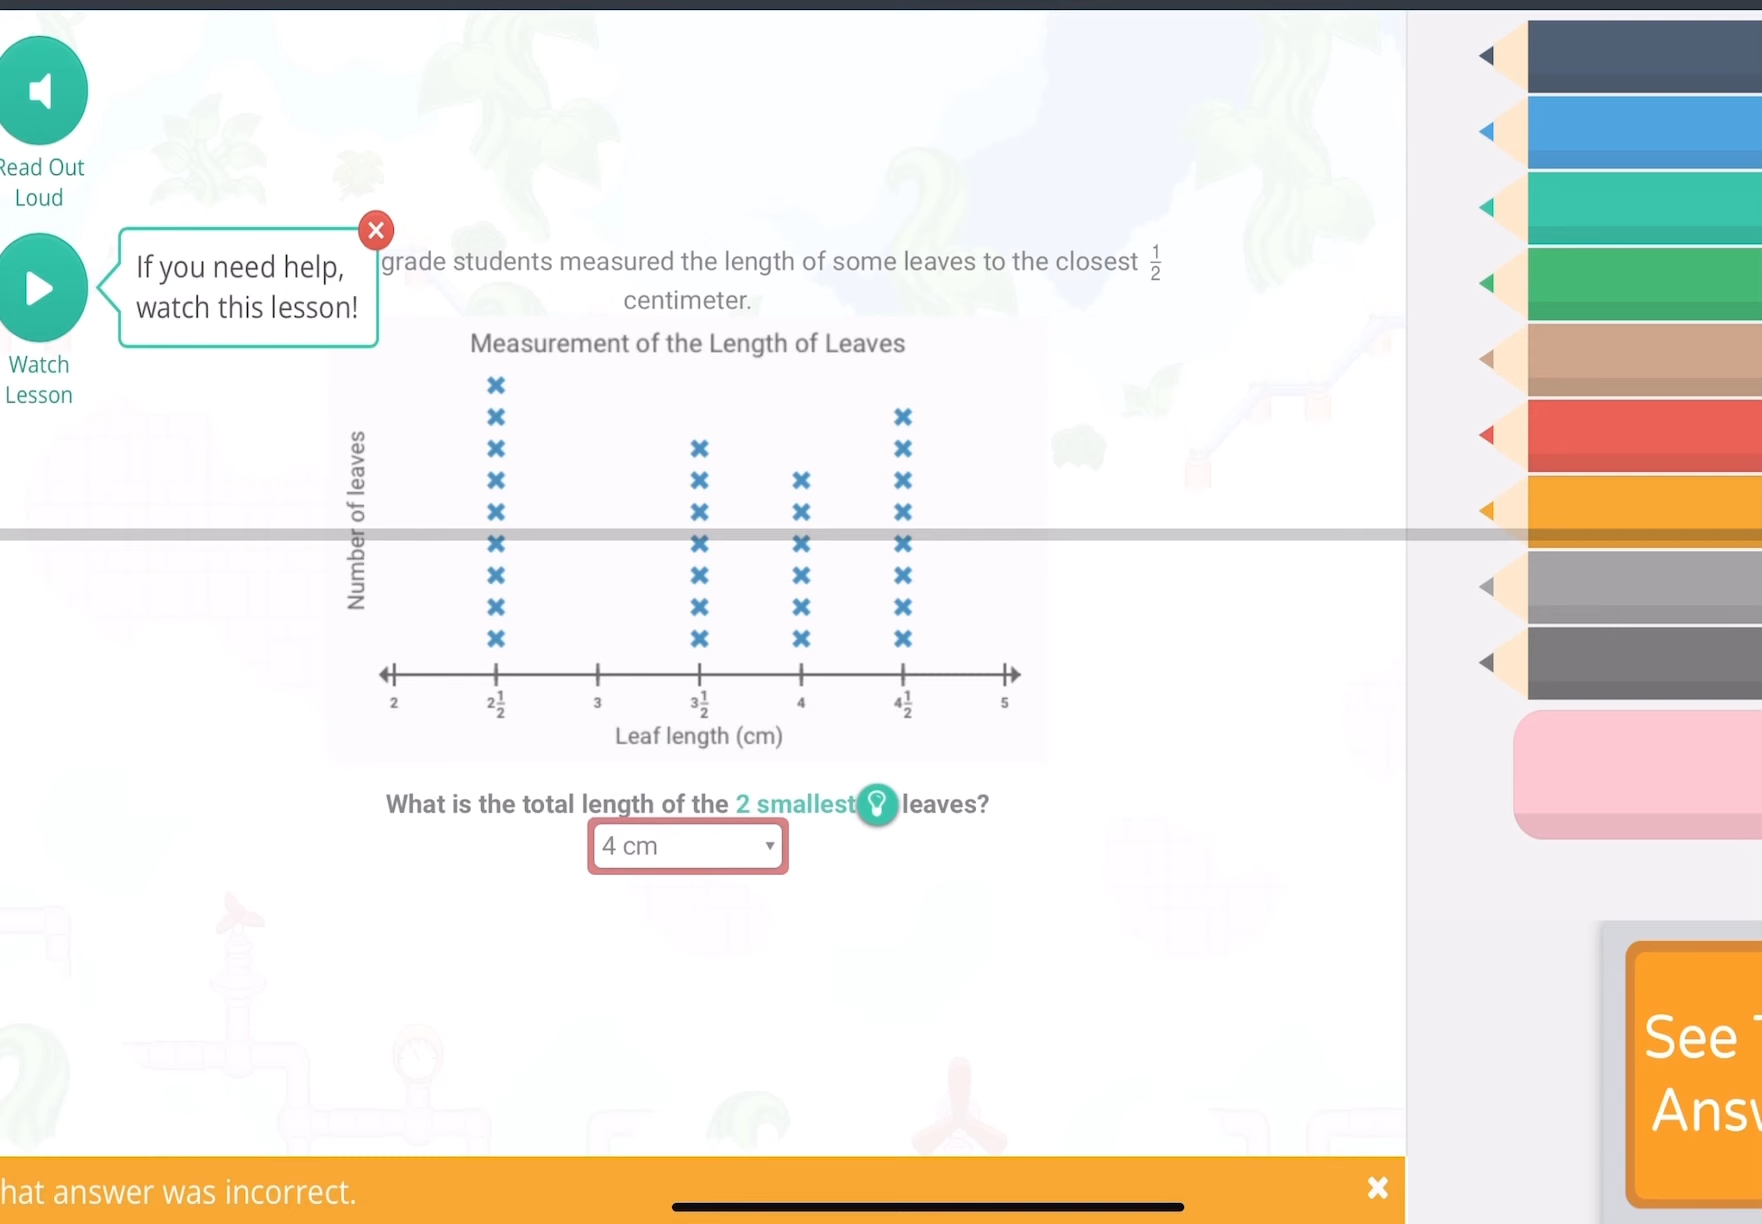 Read Out
Loud
If you need help,
watch this lesson!
Watch
Lesson
grade students measured the length of some leaves to the closest 1/2
centimeter.
Measurement of the Length of Leaves
Number of leaves
2 2 1/2 3 3 1/2 4 4 1/2 5
Leaf length (cm)
What is the total length of the 2 smallest leaves?
4 cm
See
hat answer was incorrect.